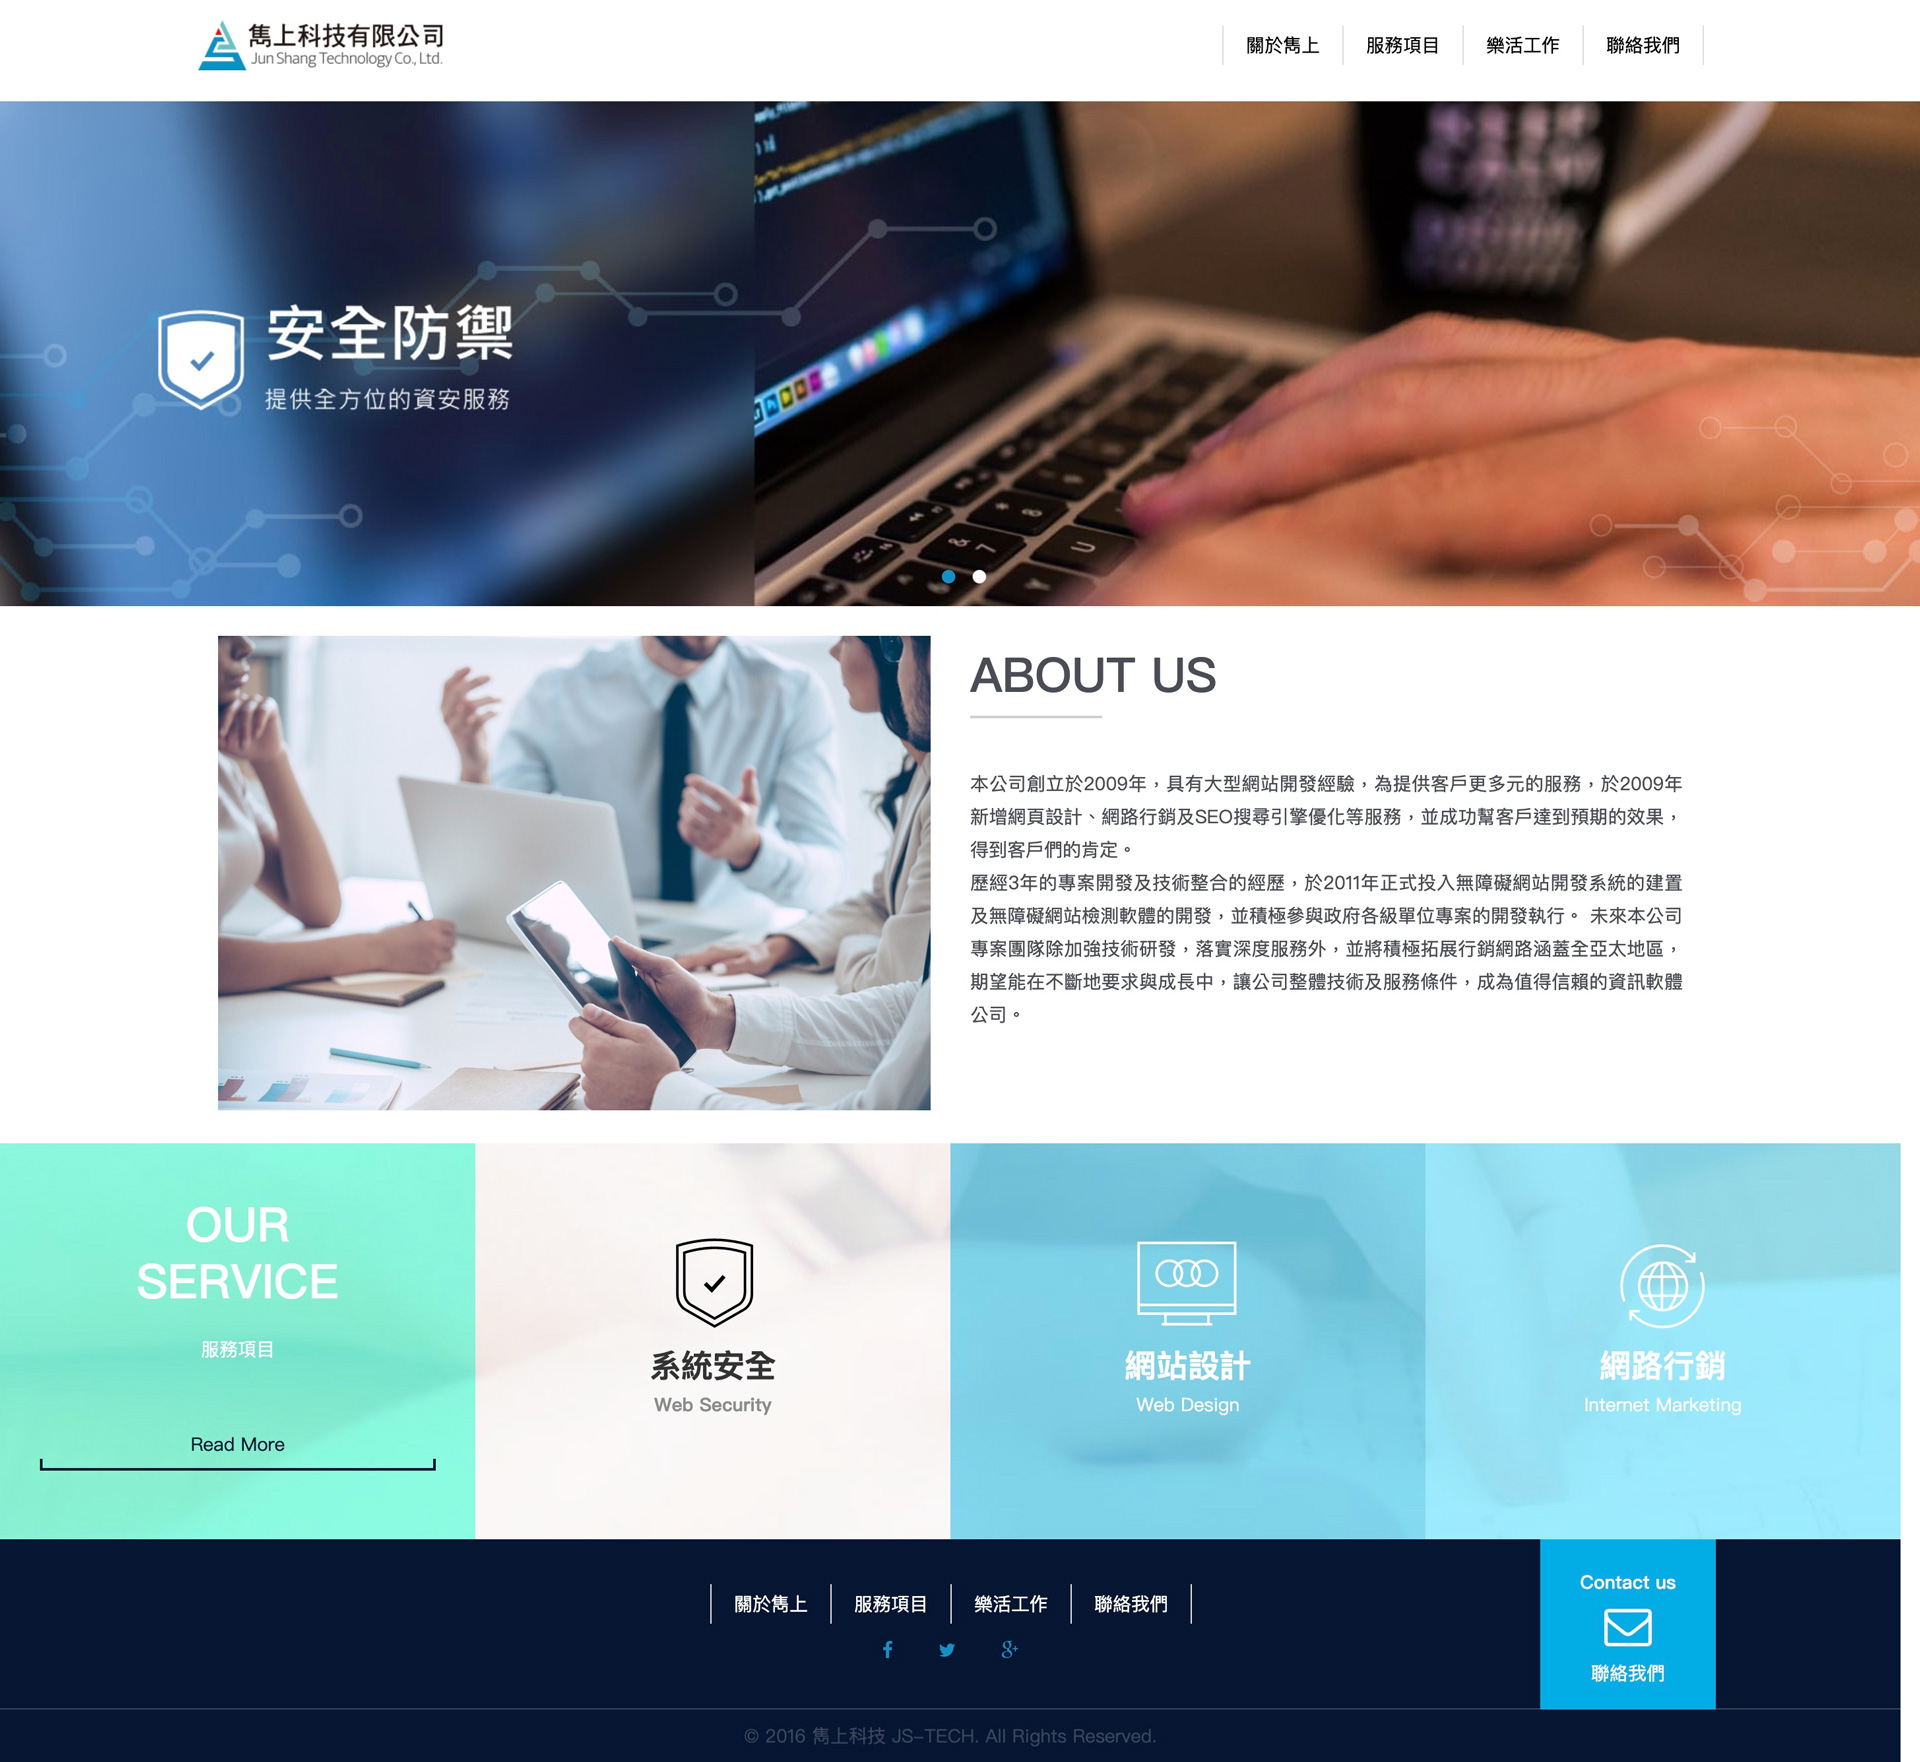 雋上科技有限公司
Jun Shang Technology Co., Ltd.
關於雋上
服務項目
樂活工作
聯絡我們
安全防禦
提供全方位的資安服務
ABOUT US
本公司創立於2009年，具有大型網站開發經驗，為提供客戶更多元的服務，於2009年
新增網頁設計、網路行銷及SEO搜尋引擎優化等服務，並成功幫客戶達到預期的效果，
得到客戶們的肯定。
歷經3年的專案開發及技術整合的經歷，於2011年正式投入無障礙網站開發系統的建置
及無障礙網站檢測軟體的開發，並積極參與政府各級單位專案的開發執行。 未來本公司
專案團隊除加強技術研發，落實深度服務外，並將積極拓展行銷網路涵蓋全亞太地區，
期望能在不斷地要求與成長中，讓公司整體技術及服務條件，成為值得信賴的資訊軟體
公司。
OUR
SERVICE
服務項目
Read More
系統安全
Web Security
網站設計
Web Design
網路行銷
Internet Marketing
關於雋上
服務項目
樂活工作
聯絡我們
Contact us
聯絡我們
© 2016 雋上科技 JS-TECH. All Rights Reserved.